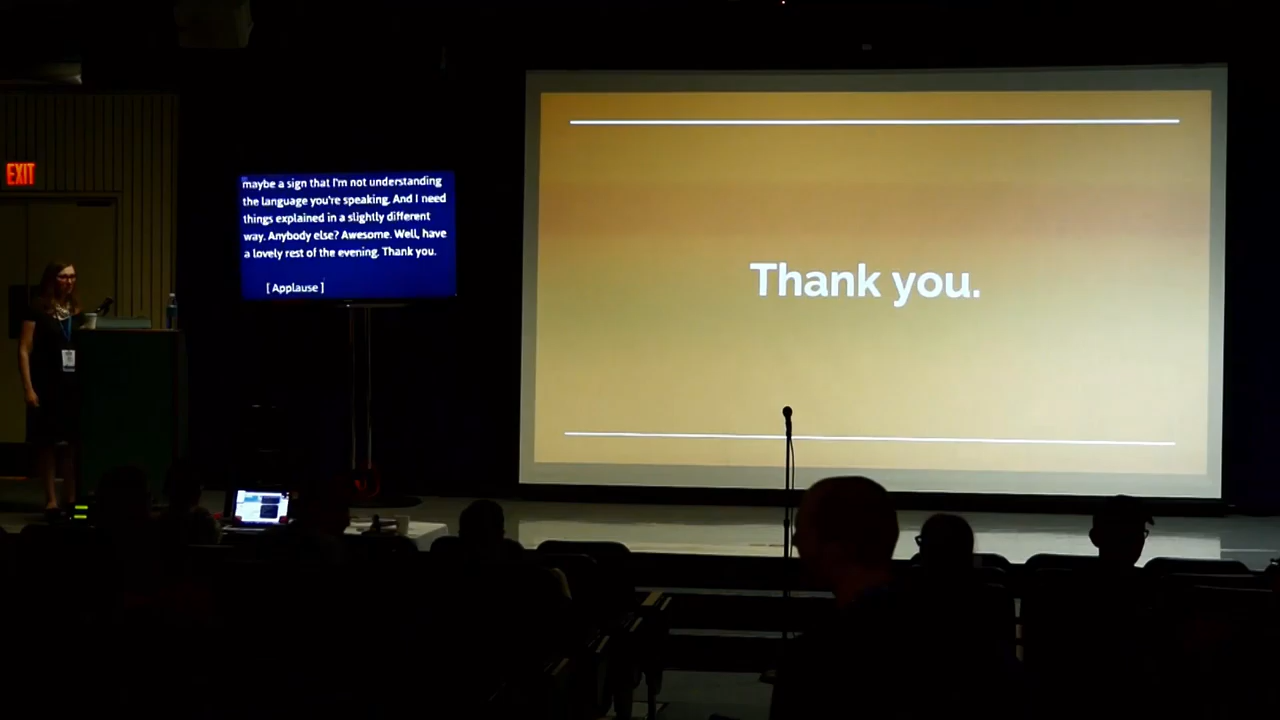 EXIT
maybe a sign that I'm not understanding
the language you're speaking. And I need
things explained in a slightly different
way. Anybody else? Awesome. Well, have
a lovely rest of the evening. Thank you.
[ Applause ]
Thank you.